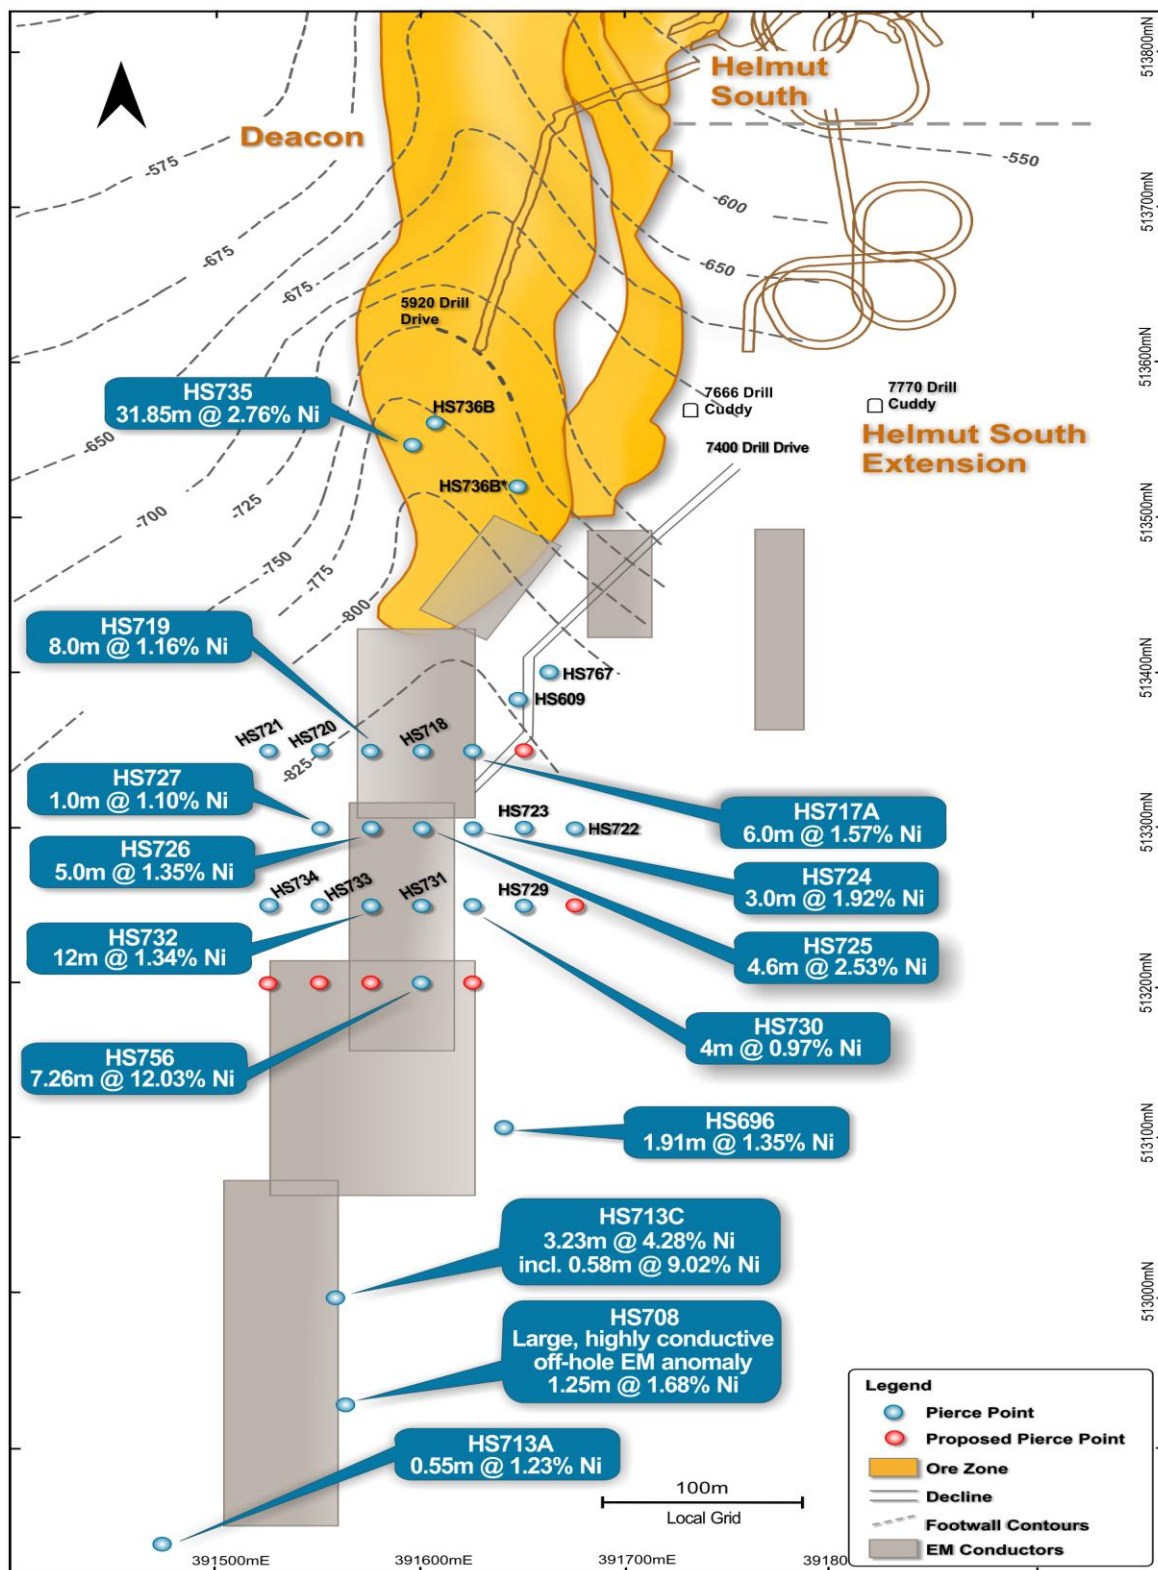 513800mN
Helmut
South
Deacon
-575
-550
-600
513700mN
-675
-650
-675
5920 Drill
Drive
513600mN
HS735
31.85m @ 2.76% Ni
7666 Drill
Cuddy
7770 Drill
Cuddy
HS736B
-650
Helmut South
Extension
7400 Drill Drive
HS736B*
-700
-725
513500mN
-750
-775
-800
HS719
8.0m @ 1.16% Ni
513400mN
HS767
HS609
HS721
HS720
HS718
-825
HS727
1.0m @ 1.10% Ni
HS717A
6.0m @ 1.57% Ni
HS723
HS722
513300mN
HS726
5.0m @ 1.35% Ni
HS724
3.0m @ 1.92% Ni
HS734
HS733
HS731
HS729
HS732
12m @ 1.34% Ni
HS725
4.6m @ 2.53% Ni
513200mN
HS730
4m @ 0.97% Ni
HS756
7.26m @ 12.03% Ni
HS696
1.91m @ 1.35% Ni
513100mN
HS713C
3.23m @ 4.28% Ni
incl. 0.58m @ 9.02% Ni
513000mN
HS708
Large, highly conductive
off-hole EM anomaly
1.25m @ 1.68% Ni
HS713A
0.55m @ 1.23% Ni
Legend
Pierce Point
Proposed Pierce Point
Ore Zone
Decline
Footwall Contours
EM Conductors
100m
Local Grid
391500mE
391600mE
391700mE
39180